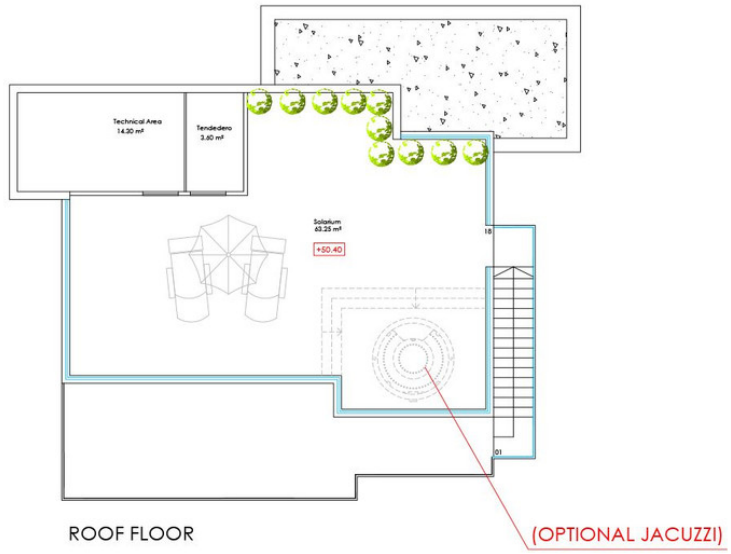 Technical Area
14.30 m²
Tendedero
3.60 m²
Solarium
63.25 m²
+50.40
18
01
ROOF FLOOR
(OPTIONAL JACUZZI)